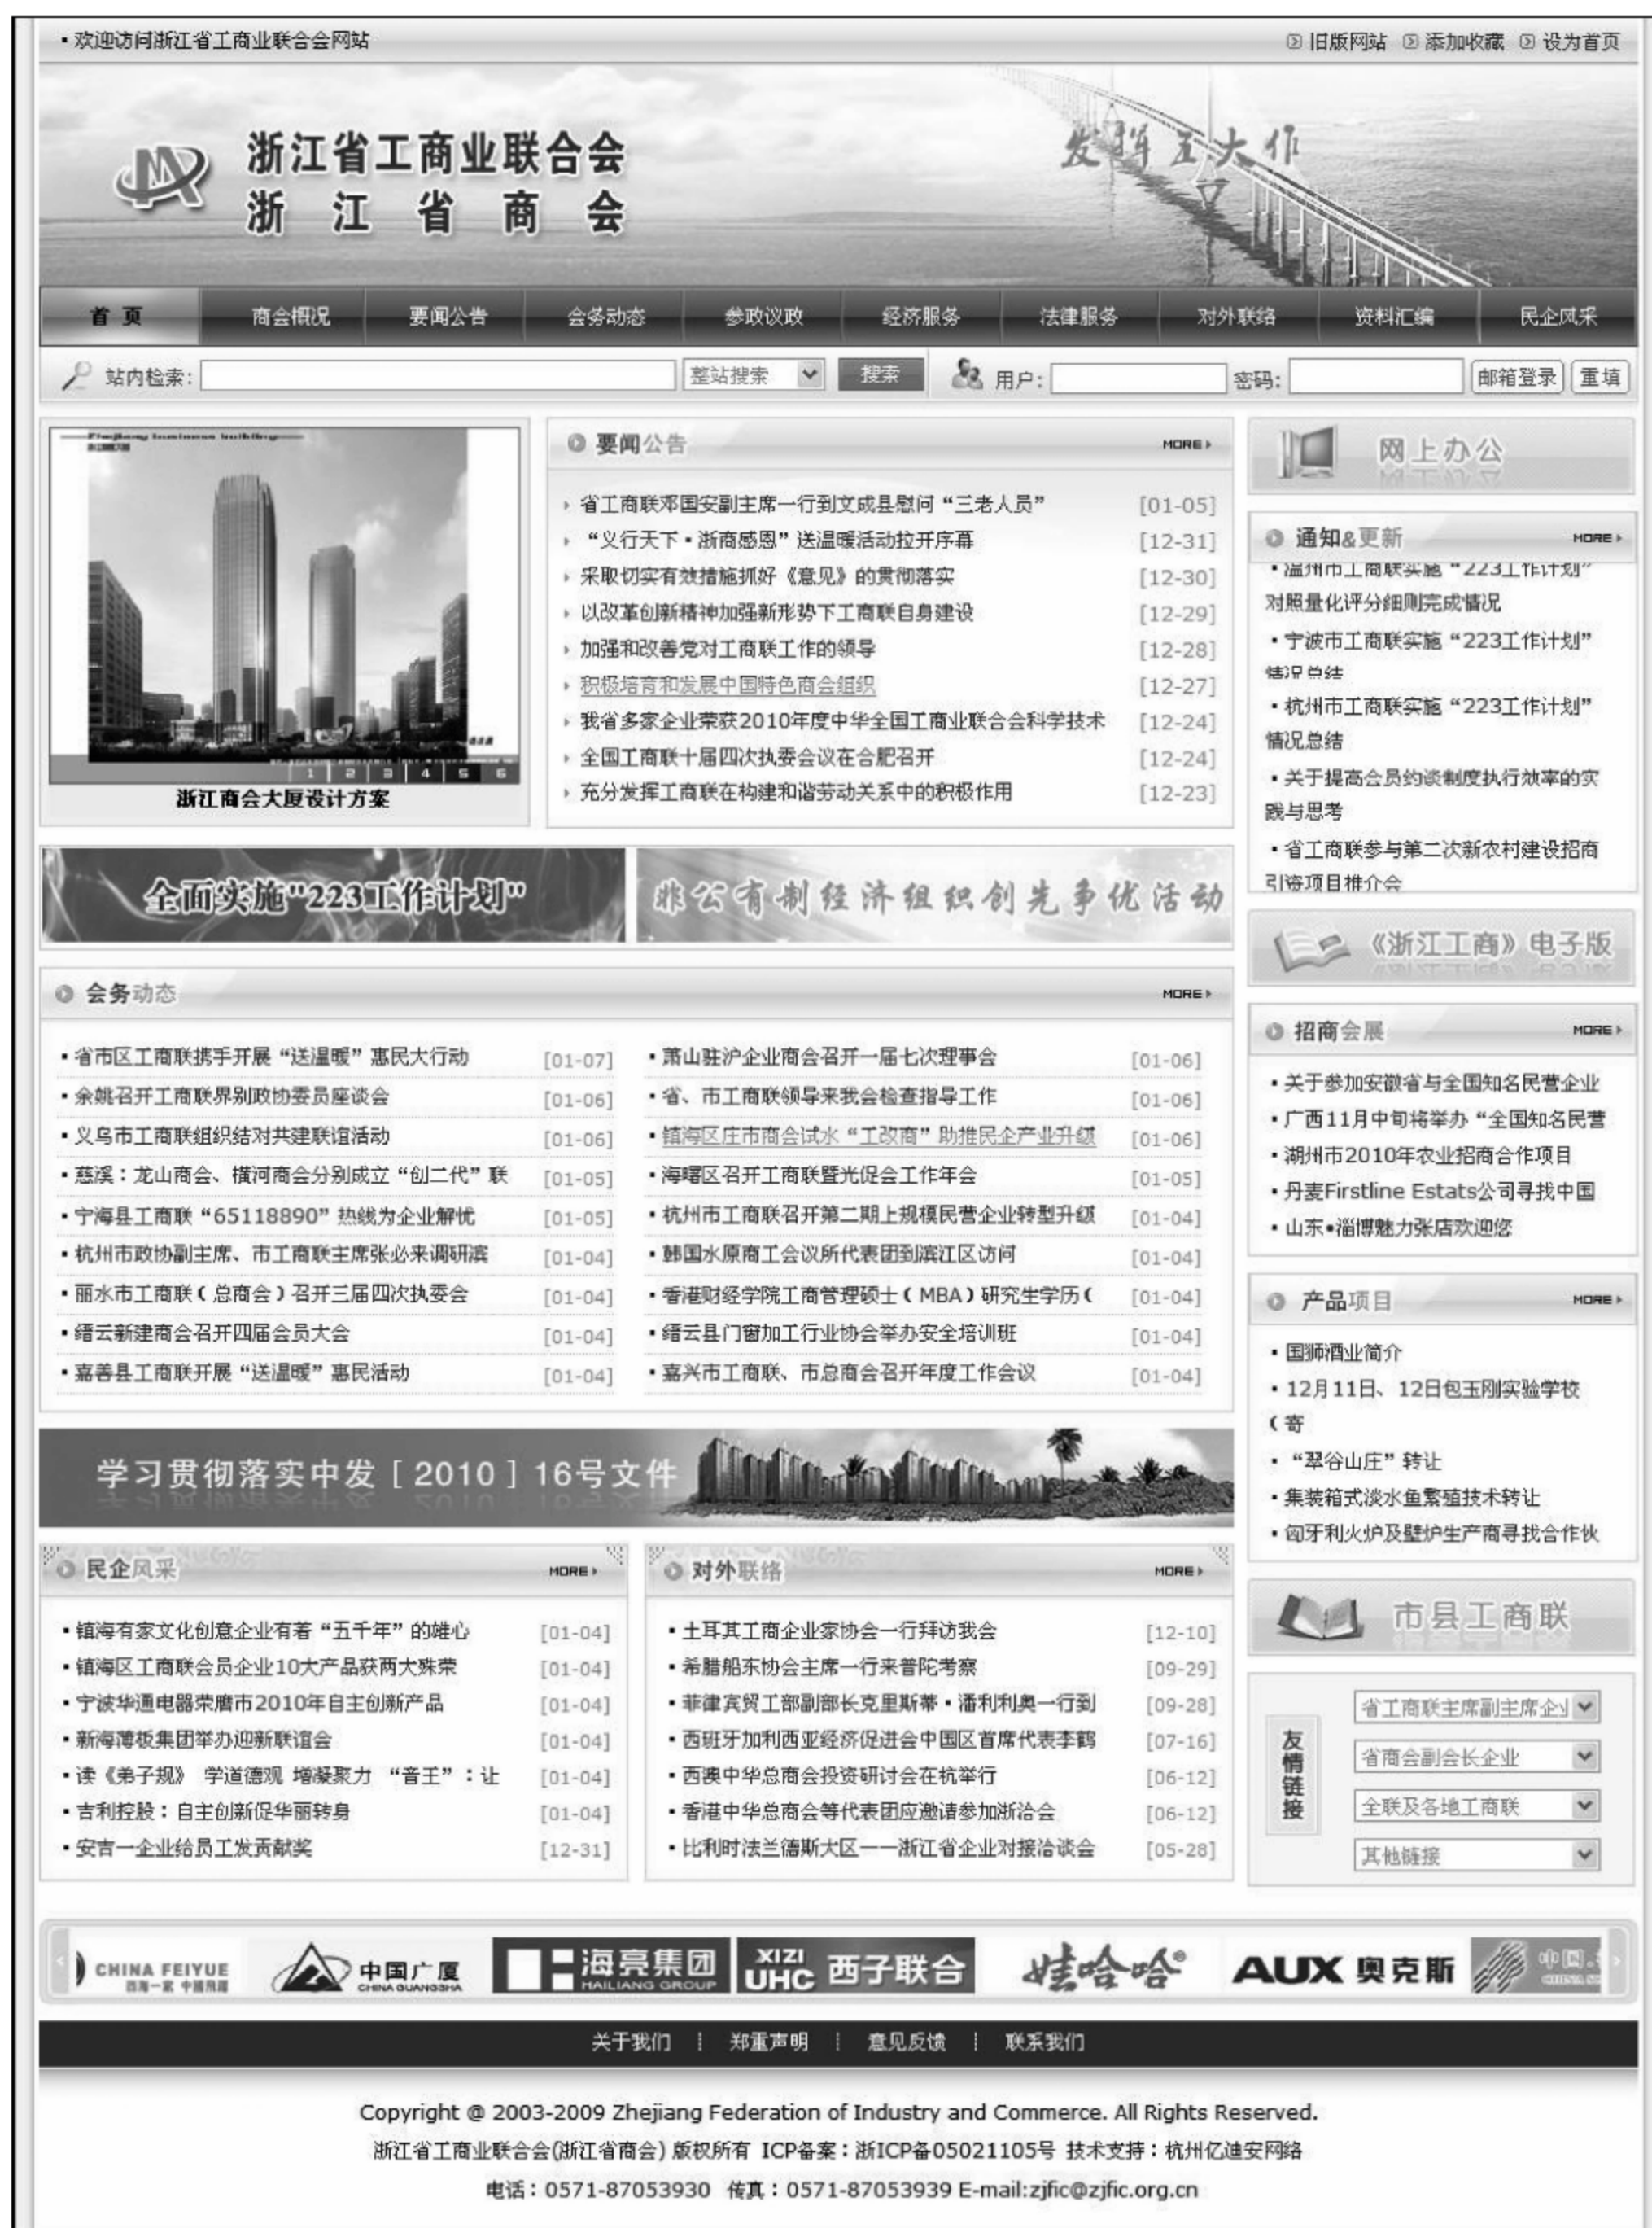 ▪ 欢迎访问浙江省工商业联合会网站
旧版网站 添加收藏 设为首页
浙江省工商业联合会
浙江省商会
发挥五大作
首 页 商会概况 要闻公告 会务动态 参政议政 经济服务 法律服务 对外联络 资料汇编 民企风采
站内检索: 整站搜索 搜索 用户: 密码: 邮箱登录 重填
Zhejiang business building
1 2 3 4 5 6
浙江商会大厦设计方案
要闻公告 MORE
省工商联邓国安副主席一行到文成县慰问“三老人员” [01-05]
“义行天下▪浙商感恩”送温暖活动拉开序幕 [12-31]
采取切实有效措施抓好《意见》的贯彻落实 [12-30]
以改革创新精神加强新形势下工商联自身建设 [12-29]
加强和改善党对工商联工作的领导 [12-28]
积极培育和发展中国特色商会组织 [12-27]
我省多家企业荣获2010年度中华全国工商业联合会科学技术 [12-24]
全国工商联十届四次执委会议在合肥召开 [12-24]
充分发挥工商联在构建和谐劳动关系中的积极作用 [12-23]
网上办公
通知&更新 MORE
▪ 温州市工商联实施“223工作计划”
对照量化评分细则完成情况
▪ 宁波市工商联实施“223工作计划”
情况总结
▪ 杭州市工商联实施“223工作计划”
情况总结
▪ 关于提高会员约谈制度执行效率的实
践与思考
▪ 省工商联参与第二次新农村建设招商
引资项目推介会
全面实施"223工作计划"
非公有制经济组织创先争优活动
《浙江工商》电子版
会务动态 MORE
▪ 省市区工商联携手开展“送温暖”惠民大行动 [01-07]
▪ 余姚召开工商联界别政协委员座谈会 [01-06]
▪ 义乌市工商联组织结对共建联谊活动 [01-06]
▪ 慈溪：龙山商会、横河商会分别成立“创二代”联 [01-05]
▪ 宁海县工商联“65118890”热线为企业解忧 [01-05]
▪ 杭州市政协副主席、市工商联主席张必来调研滨 [01-04]
▪ 丽水市工商联（总商会）召开三届四次执委会 [01-04]
▪ 缙云新建商会召开四届会员大会 [01-04]
▪ 嘉善县工商联开展“送温暖”惠民活动 [01-04]
▪ 萧山驻沪企业商会召开一届七次理事会 [01-06]
▪ 省、市工商联领导来我会检查指导工作 [01-06]
▪ 镇海区庄市商会试水“工改商”助推民企产业升级 [01-06]
▪ 海曙区召开工商联暨光促会工作年会 [01-05]
▪ 杭州市工商联召开第二期上规模民营企业转型升级 [01-04]
▪ 韩国水原商工会议所代表团到滨江区访问 [01-04]
▪ 香港财经学院工商管理硕士（MBA）研究生学历（ [01-04]
▪ 缙云县门窗加工行业协会举办安全培训班 [01-04]
▪ 嘉兴市工商联、市总商会召开年度工作会议 [01-04]
招商会展 MORE
▪ 关于参加安徽省与全国知名民营企业
▪ 广西11月中旬将举办“全国知名民营
▪ 湖州市2010年农业招商合作项目
▪ 丹麦Firstline Estats公司寻找中国
▪ 山东•淄博魅力张店欢迎您
产品项目 MORE
▪ 国狮酒业简介
▪ 12月11日、12日包玉刚实验学校
（寄
▪ “翠谷山庄”转让
▪ 集装箱式淡水鱼繁殖技术转让
▪ 匈牙利火炉及壁炉生产商寻找合作伙
学习贯彻落实中发［2010］16号文件
民企风采 MORE
▪ 镇海有家文化创意企业有着“五千年”的雄心 [01-04]
▪ 镇海区工商联会员企业10大产品获两大殊荣 [01-04]
▪ 宁波华通电器荣膺市2010年自主创新产品 [01-04]
▪ 新海薄板集团举办迎新联谊会 [01-04]
▪ 读《弟子规》 学道德观 增凝聚力 “音王”：让 [01-04]
▪ 吉利控股：自主创新促华丽转身 [01-04]
▪ 安吉一企业给员工发贡献奖 [12-31]
对外联络 MORE
▪ 土耳其工商企业家协会一行拜访我会 [12-10]
▪ 希腊船东协会主席一行来普陀考察 [09-29]
▪ 菲律宾贸工部副部长克里斯蒂▪潘利利奥一行到 [09-28]
▪ 西班牙加利西亚经济促进会中国区首席代表李鹤 [07-16]
▪ 西澳中华总商会投资研讨会在杭举行 [06-12]
▪ 香港中华总商会等代表团应邀请参加浙洽会 [06-12]
▪ 比利时法兰德斯大区——浙江省企业对接洽谈会 [05-28]
市县工商联
友情链接
省工商联主席副主席企业
省商会副会长企业
全联及各地工商联
其他链接
CHINA FEIYUE
四海一家 中國飛躍
中国广厦
CHINA GUANGSHA
海亮集团
HAILIANG GROUP
XIZI
UHC 西子联合
娃哈哈®
AUX 奥克斯
中国
关于我们 郑重声明 意见反馈 联系我们
Copyright @ 2003-2009 Zhejiang Federation of Industry and Commerce. All Rights Reserved.
浙江省工商业联合会(浙江省商会) 版权所有 ICP备案：浙ICP备05021105号 技术支持：杭州亿迪安网络
电话：0571-87053930 传真：0571-87053939 E-mail:zjfic@zjfic.org.cn